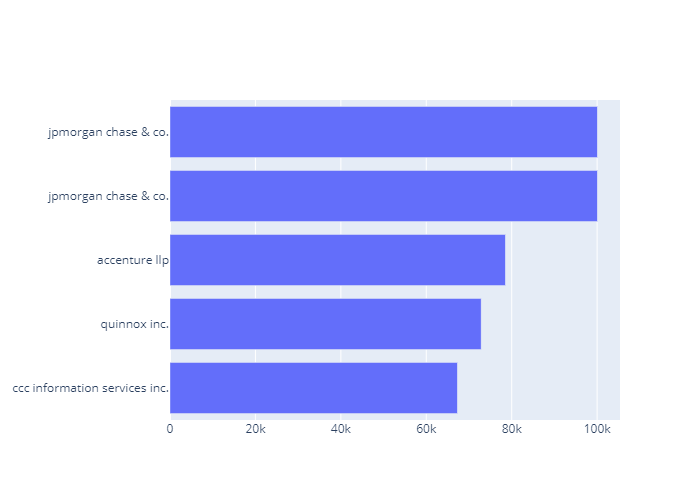 jpmorgan chase & co.
jpmorgan chase & co.
accenture llp
quinnox inc.
ccc information services inc.
0 20k 40k 60k 80k 100k